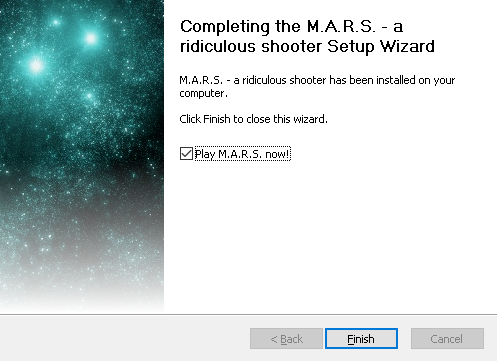 Completing the M.A.R.S. - a
ridiculous shooter Setup Wizard
M.A.R.S. - a ridiculous shooter has been installed on your
computer.
Click Finish to close this wizard.
Play M.A.R.S. now!
< Back
Finish
Cancel